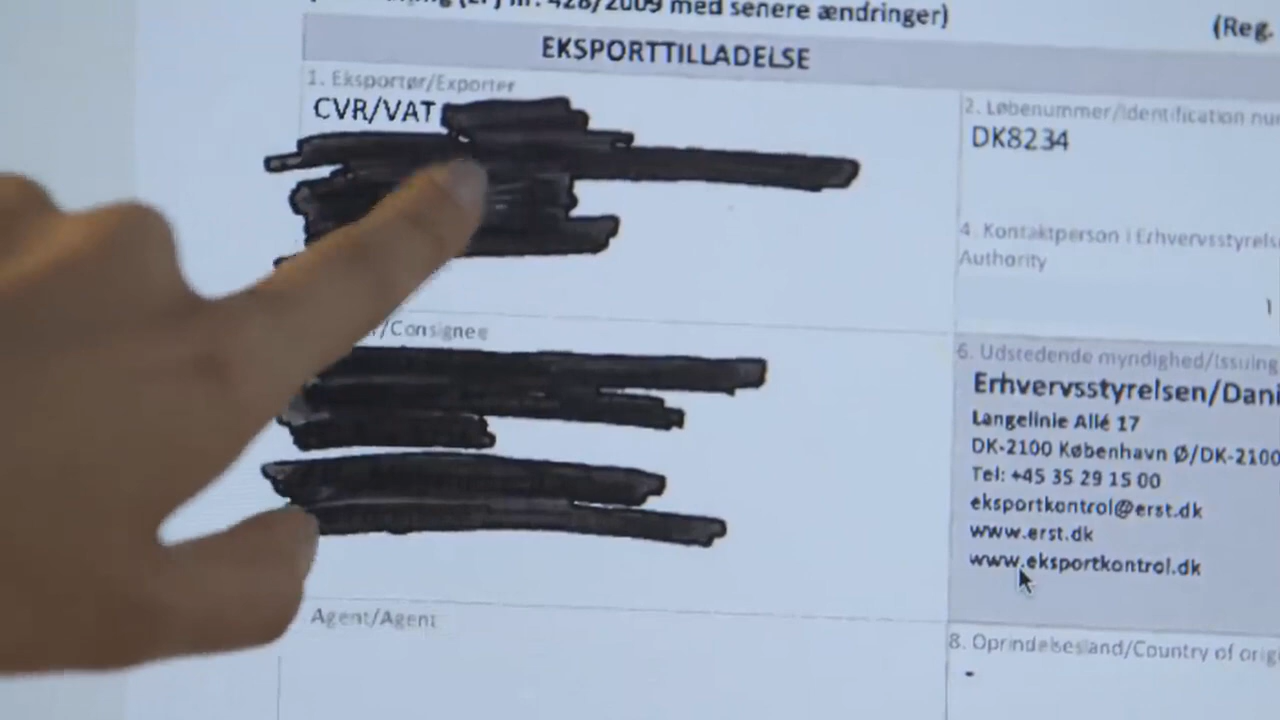 428/2009 med senere ændringer)
(Reg.
EKSPORTTILLADELSE
1. Eksportør/Exporter
CVR/VAT
2. Løbenummer/Identification
DK8234
4. Kontaktperson i
Authority
/Consignee
6. Udstedende myndighed/Issuing
Erhvervsstyrelsen/Dani
Langelinie Allé 17
DK-2100 København Ø/DK-2100
Tel: +45 35 29 15 00
eksportkontrol@erst.dk
www.erst.dk
www.eksportkontrol.dk
Agent/Agent
8. Oprindelsesland/Country of orig
-